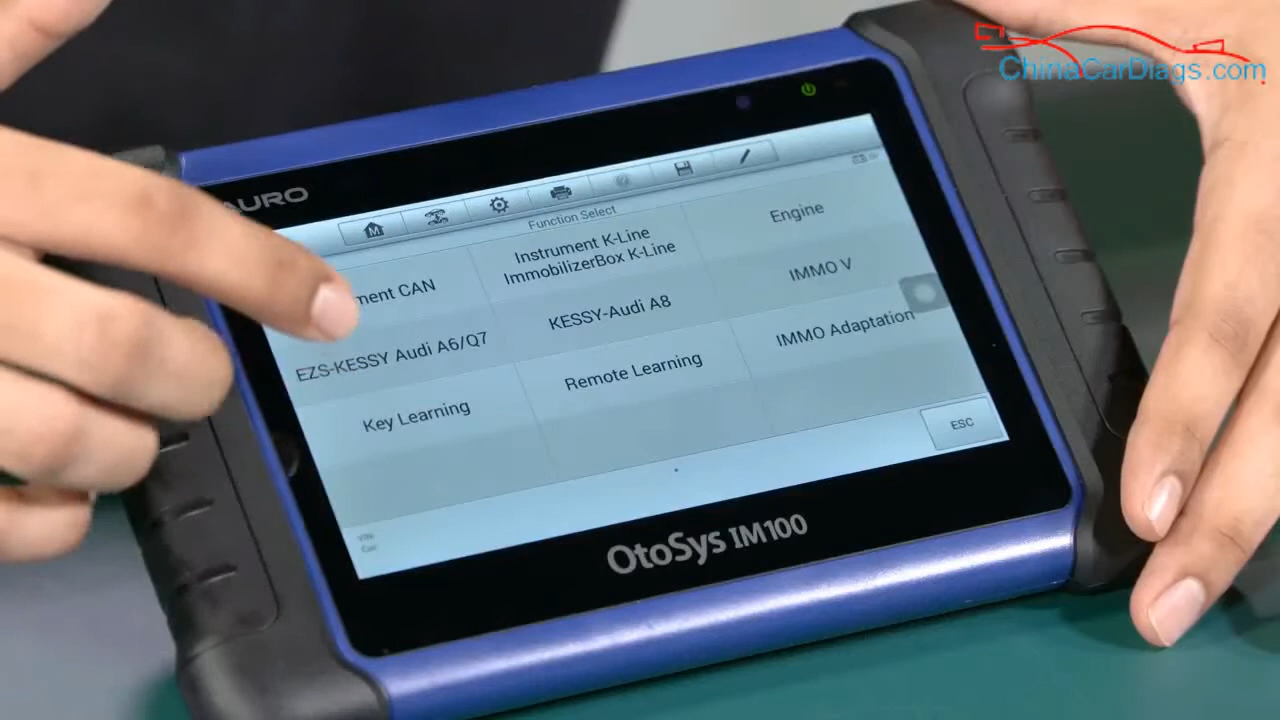 ChinaCarDiags.com
AURO
Function Select
ment CAN
Instrument K-Line
ImmobilizerBox K-Line
Engine
EZS-KESSY Audi A6/Q7
KESSY-Audi A8
IMMO V
Key Learning
Remote Learning
IMMO Adaptation
ESC
VIN
Car
OtoSys IM100